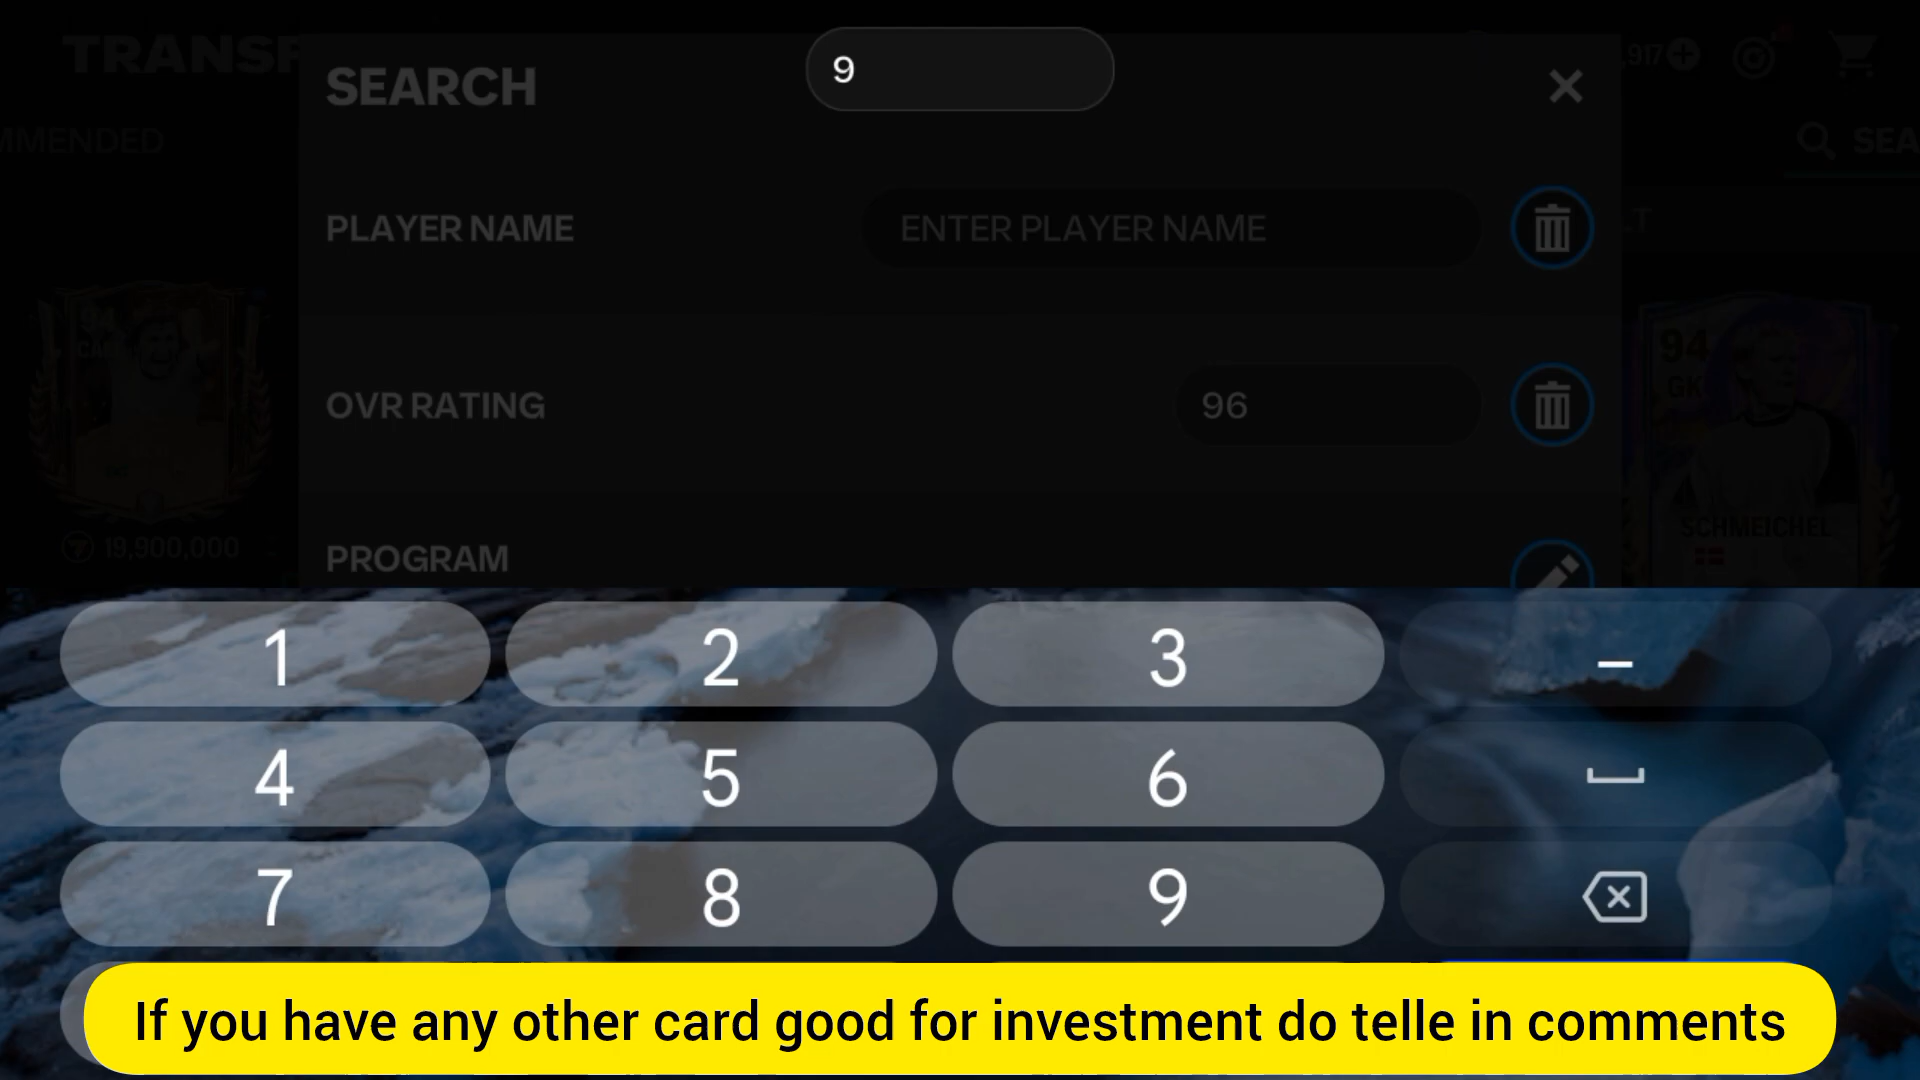 TRANSF
SEARCH
9
,917
MMENDED
SEA
PLAYER NAME
ENTER PLAYER NAME
LT
OVR RATING
96
94
GK
SCHMEICHEL
19,900,000
PROGRAM
1 2 3 –
4 5 6
7 8 9
If you have any other card good for investment do telle in comments